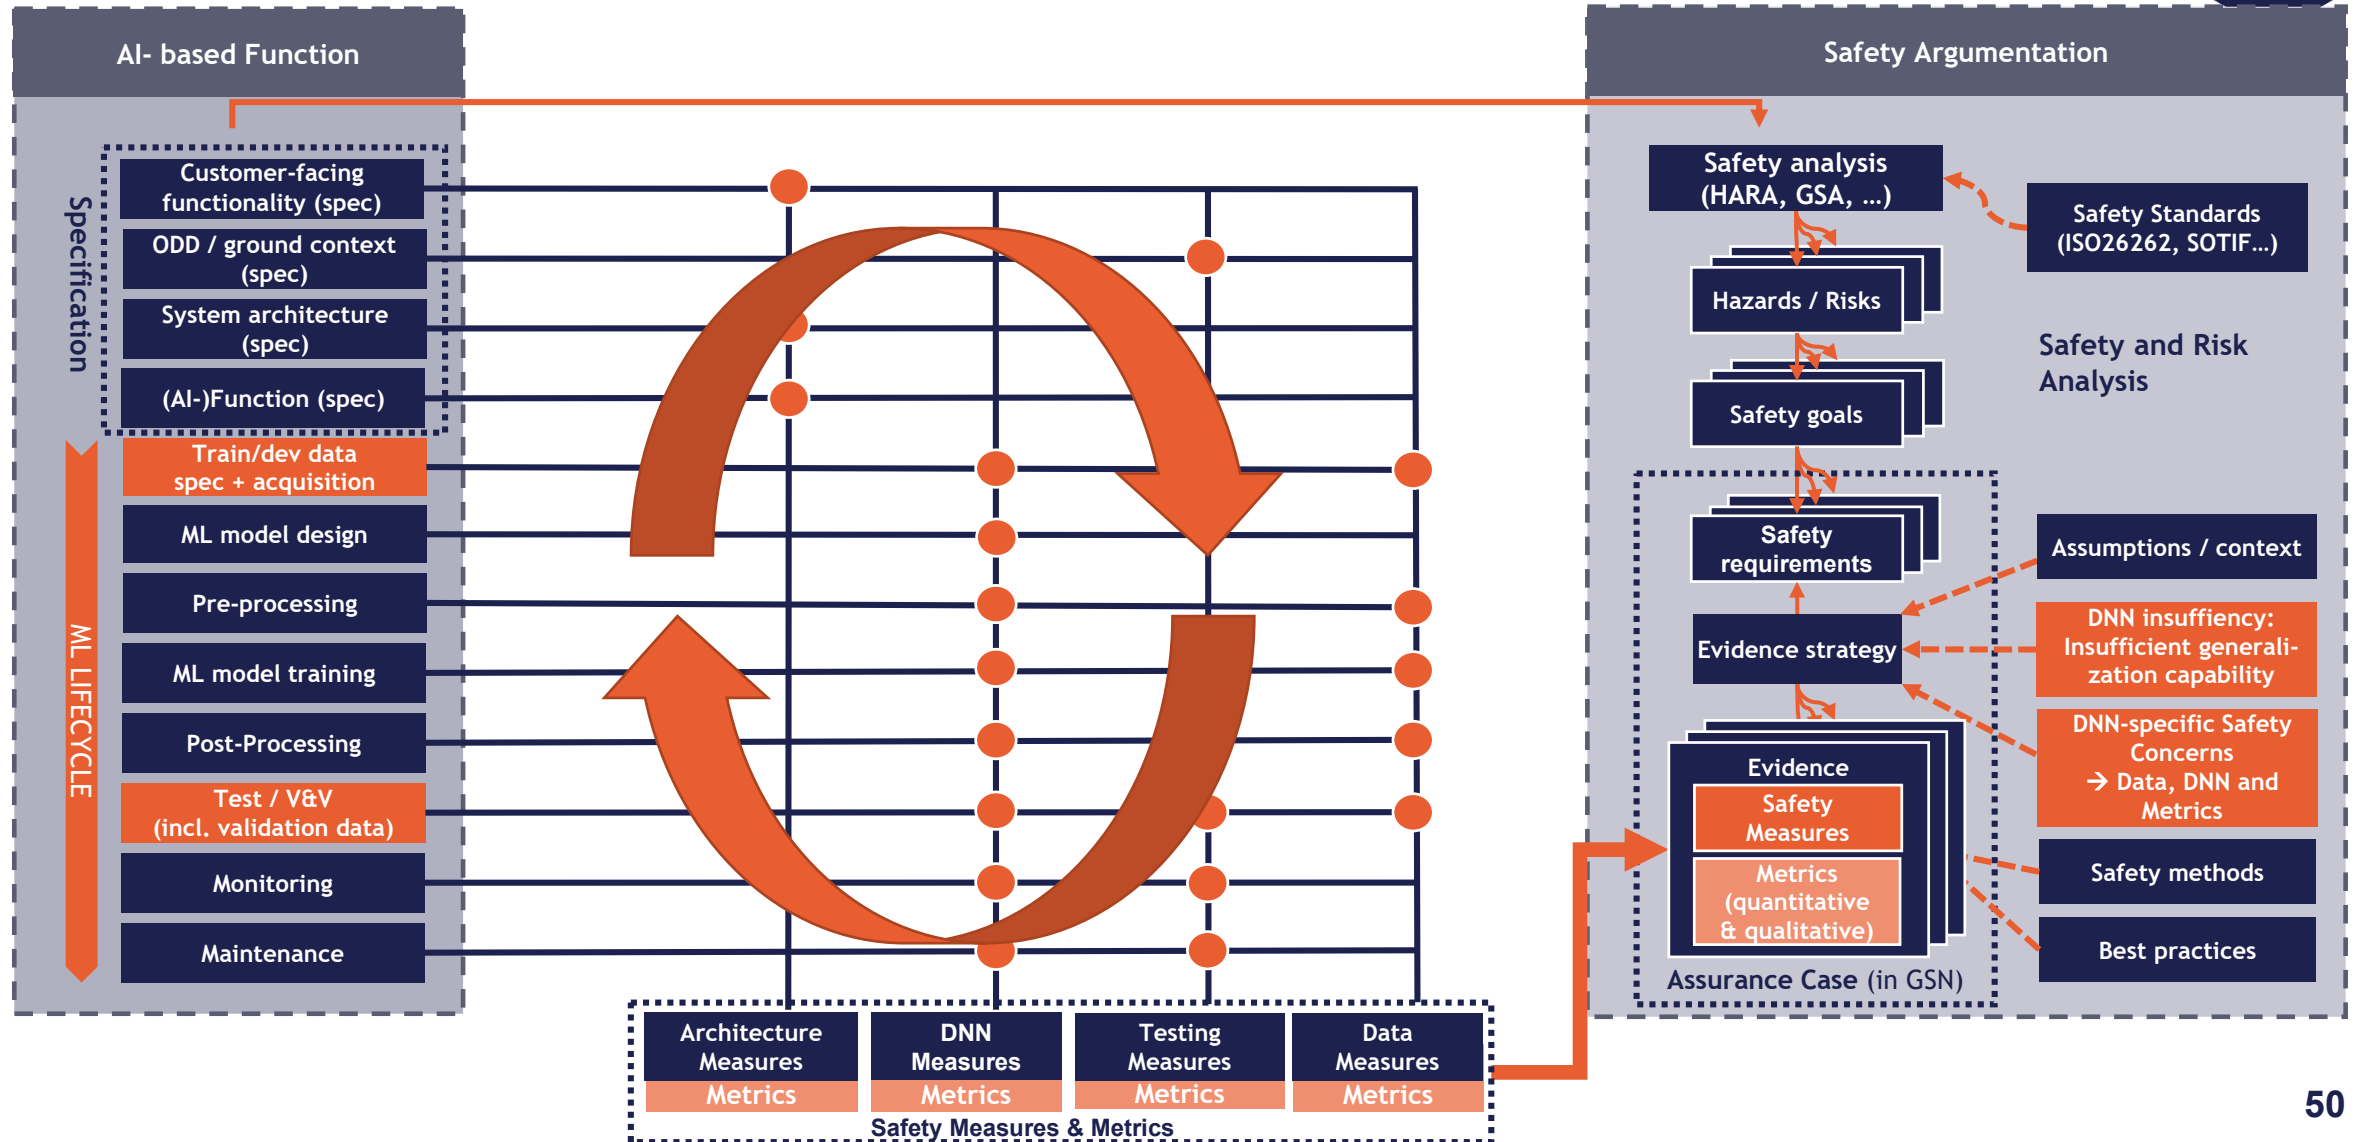 AI- based Function
Specification
Customer-facing
functionality (spec)
ODD / ground context
(spec)
System architecture
(spec)
(AI-)Function (spec)
ML LIFECYCLE
Train/dev data
spec + acquisition
ML model design
Pre-processing
ML model training
Post-Processing
Test / V&V
(incl. validation data)
Monitoring
Maintenance
Architecture
Measures
Metrics
DNN
Measures
Metrics
Testing
Measures
Metrics
Data
Measures
Metrics
Safety Measures & Metrics
Safety Argumentation
Safety analysis
(HARA, GSA, …)
Safety Standards
(ISO26262, SOTIF…)
Hazards / Risks
Safety and Risk
Analysis
Safety goals
Safety
requirements
Assumptions / context
Evidence strategy
DNN insuffiency:
Insufficient generali-
zation capability
DNN-specific Safety
Concerns
→ Data, DNN and
Metrics
Evidence
Safety
Measures
Metrics
(quantitative
& qualitative)
Safety methods
Best practices
Assurance Case (in GSN)
50